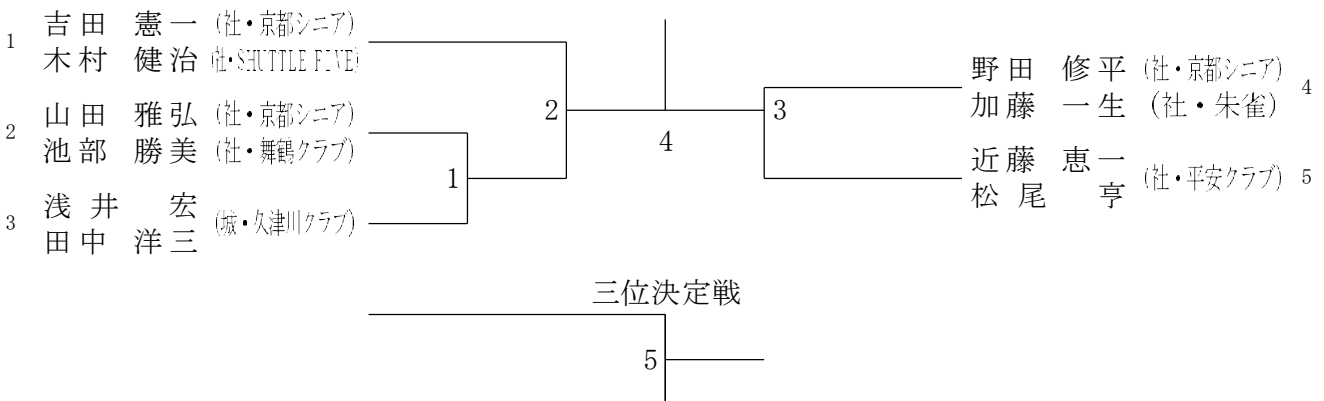 1 吉田 憲一 (社・京都シニア)
木村 健治 (社・SHUTTLE FIVE)
2 山田 雅弘 (社・京都シニア)
池部 勝美 (社・舞鶴クラブ)
3 浅井 宏 (城・久津川クラブ)
田中 洋三
2
1
4
3
野田 修平 (社・京都シニア) 4
加藤 一生 (社・朱雀)
近藤 恵一 (社・平安クラブ) 5
松尾 亨
三位決定戦
5